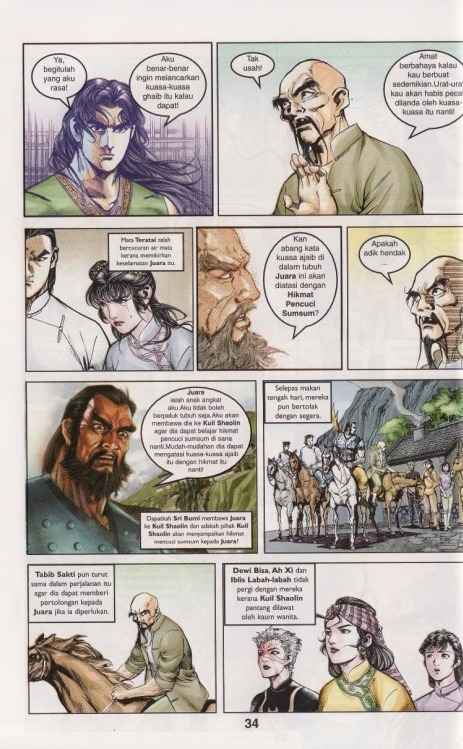 Ya,
begitulah
yang aku
rasa!
Aku
benar-benar
ingin melancarkan
kuasa-kuasa
ghaib itu kalau
dapat!
Tak
usah!
Amat
berbahaya kalau
kau berbuat
sedemikian.Urat-urat
kau akan habis pecah
dilanda oleh kuasa-
kuasa itu nanti!
Mata Teratai telah
bercucuran air mata
kerana memikirkan
keselamatan Juara itu.
Kan
abang kata
kuasa ajaib di
dalam tubuh
Juara ini akan
diatasi dengan
Hikmat
Pencuci
Sumsum?
Apakah
adik hendak
...
Juara
ialah anak angkat
aku.Aku tidak boleh
berpeluk tubuh saja.Aku akan
membawa dia ke Kuil Shaolin
agar dia dapat belajar hikmat
pencuci sumsum di sana
nanti.Mudah-mudahan dia dapat
mengatasi kuasa-kuasa ajaib
itu dengan hikmat itu
nanti!
Dapatkah Sri Bumi membawa Juara
ke Kuil Shaolin dan adakah pihak Kuil
Shaolin akan menyampaikan hikmat
mencuci sumsum kepada Juara?
Selepas makan
tengah hari, mereka
pun bertolak
dengan segera.
Tabib Sakti pun turut
sama dalam perjalanan itu
agar dia dapat memberi
pertolongan kepada
Juara jika ia diperlukan.
Dewi Bisa, Ah Xi dan
Iblis Labah-labah tidak
pergi dengan mereka
kerana Kuil Shaolin
pantang dilawat
oleh kaum wanita.
34